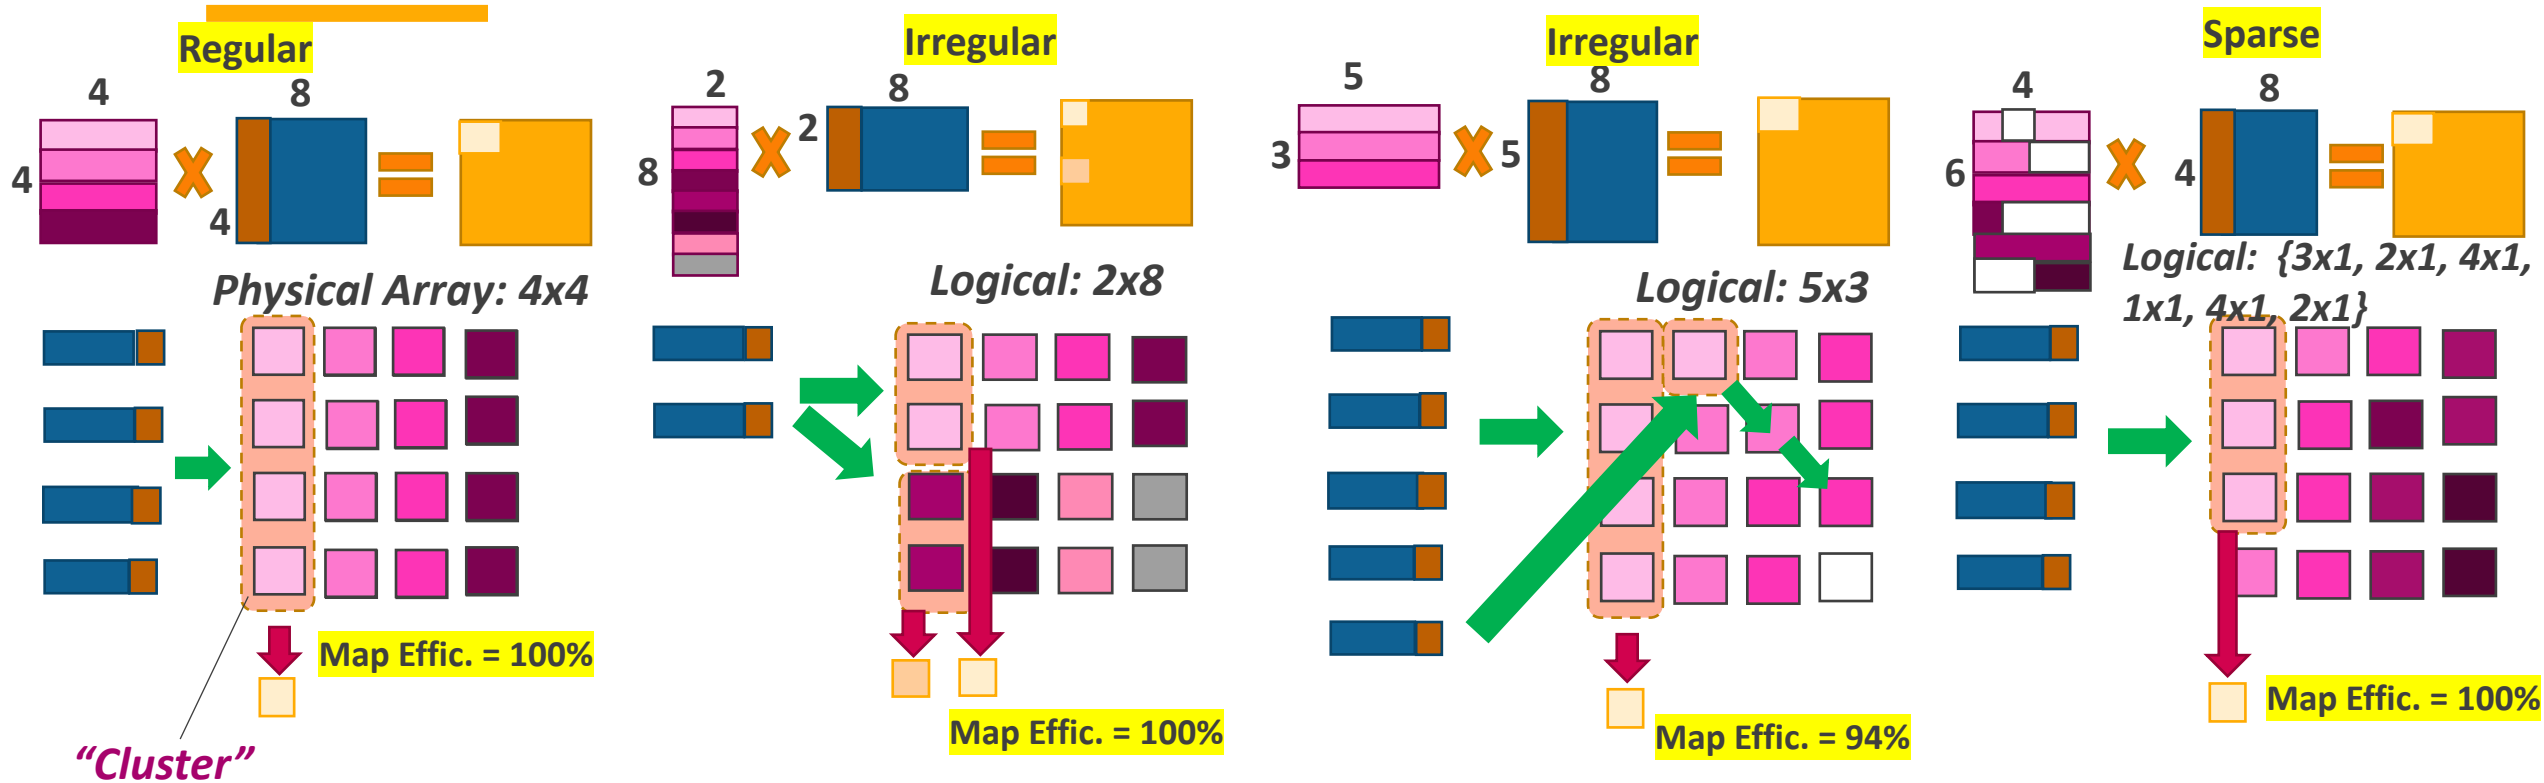 Regular
4
8
4
4
Physical Array: 4x4
Map Effic. = 100%
“Cluster”
Irregular
2
8
2
8
Logical: 2x8
Map Effic. = 100%
Irregular
5
8
3
5
Logical: 5x3
Map Effic. = 94%
Sparse
4
8
6
4
Logical: {3x1, 2x1, 4x1,
1x1, 4x1, 2x1}
Map Effic. = 100%